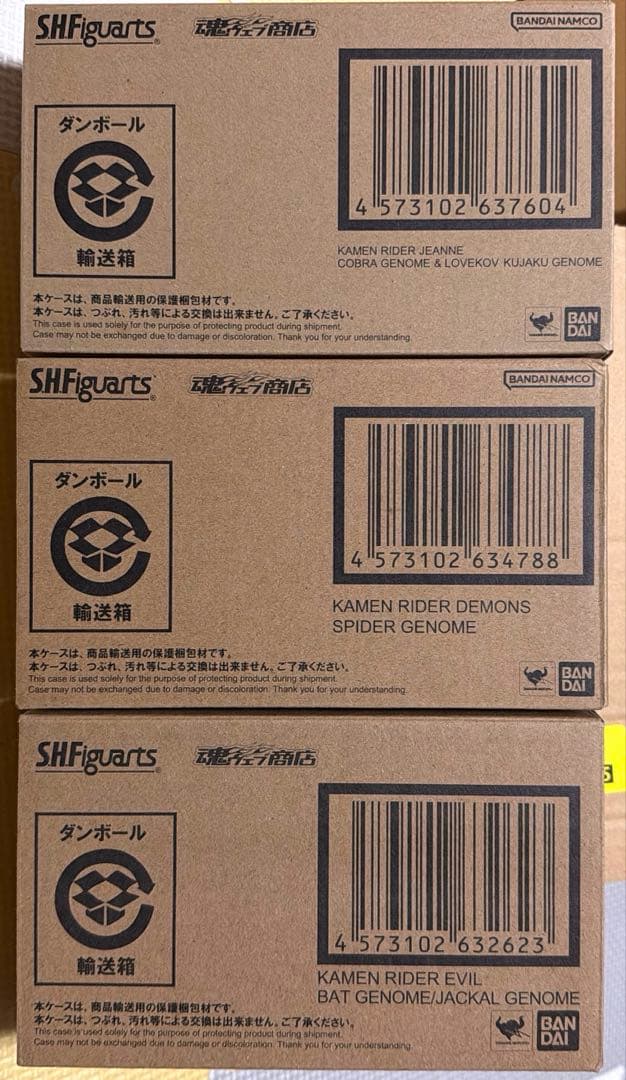 S.H.Figuarts® 魂ウェブ商店 BANDAI NAMCO
ダンボール
輸送箱
4 573102 637604
KAMEN RIDER JEANNE
COBRA GENOME & LOVEKOV KUJAKU GENOME
本ケースは、商品輸送用の保護梱包材です。
本ケースは、つぶれ、汚れ等による交換は出来ません。ご了承ください。
This case is used solely for the purpose of protecting product during shipment.
Case may not be exchanged due to damage or discoloration. Thank you for your understanding.
BAN
DAI
S.H.Figuarts® 魂ウェブ商店 BANDAI NAMCO
ダンボール
輸送箱
4 573102 634788
KAMEN RIDER DEMONS
SPIDER GENOME
本ケースは、商品輸送用の保護梱包材です。
本ケースは、つぶれ、汚れ等による交換は出来ません。ご了承ください。
This case is used solely for the purpose of protecting product during shipment.
Case may not be exchanged due to damage or discoloration. Thank you for your understanding.
BAN
DAI
5
S.H.Figuarts® 魂ウェブ商店
ダンボール
輸送箱
4 573102 632623
KAMEN RIDER EVIL
BAT GENOME/JACKAL GENOME
本ケースは、商品輸送用の保護梱包材です。
本ケースは、つぶれ、汚れ等による交換は出来ません。ご了承ください。
This case is used solely for the purpose of protecting product during shipment.
Case may not be exchanged due to damage or discoloration. Thank you for your understanding.
BAN
DAI